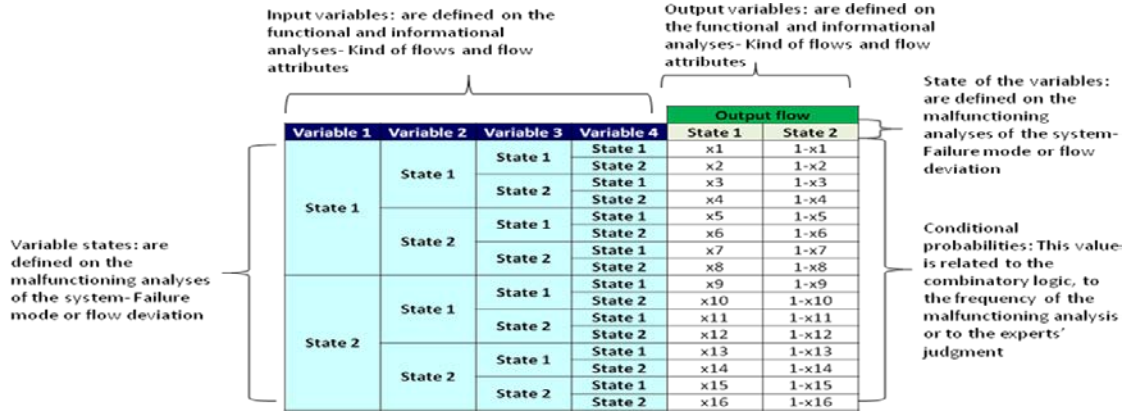 Input variables: are defined on the
functional and informational
analyses- Kind of flows and flow
attributes
Output variables: are defined on
the functional and informational
analyses- Kind of flows and flow
attributes
State of the variables:
are defined on the
malfunctioning
analyses of the system-
Failure mode or flow
deviation
Output flow
Variable 1 Variable 2 Variable 3 Variable 4 State 1 State 2
State 1 State 1 State 1 State 1 x1 1-x1
State 2 x2 1-x2
State 2 State 1 x3 1-x3
State 2 x4 1-x4
State 2 State 1 State 1 x5 1-x5
State 2 x6 1-x6
State 2 State 1 x7 1-x7
State 2 x8 1-x8
State 2 State 1 State 1 State 1 x9 1-x9
State 2 x10 1-x10
State 2 State 1 x11 1-x11
State 2 x12 1-x12
State 2 State 1 State 1 x13 1-x13
State 2 x14 1-x14
State 2 State 1 x15 1-x15
State 2 x16 1-x16
Variable states: are
defined on the
malfunctioning analyses
of the system- Failure
mode or flow deviation
Conditional
probabilities: This value
is related to the
combinatory logic, to
the frequency of the
malfunctioning analysis
or to the experts'
judgment